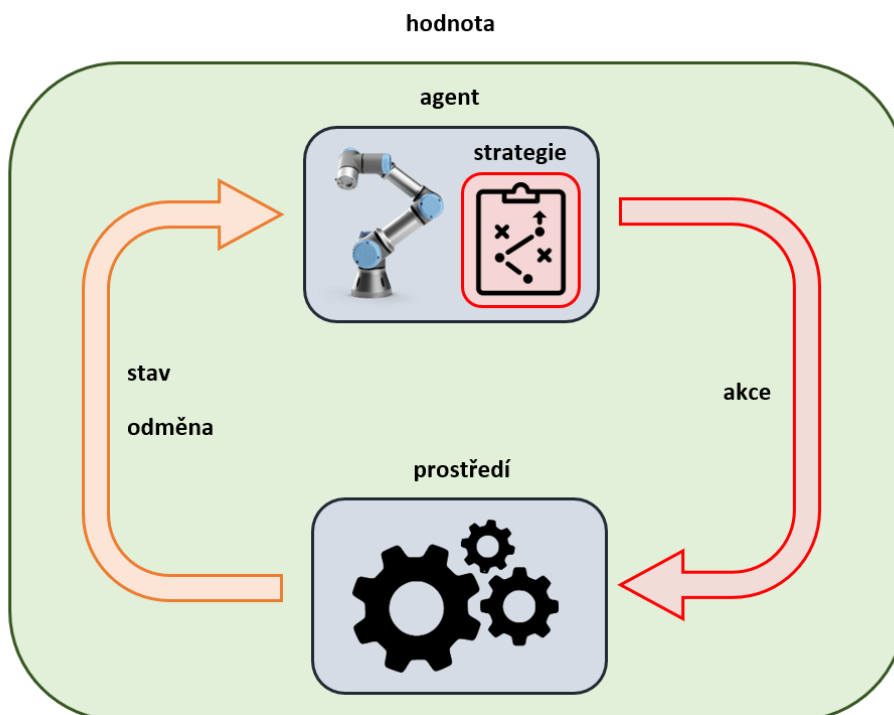 hodnota
agent
strategie
stav
odměna
akce
prostředí